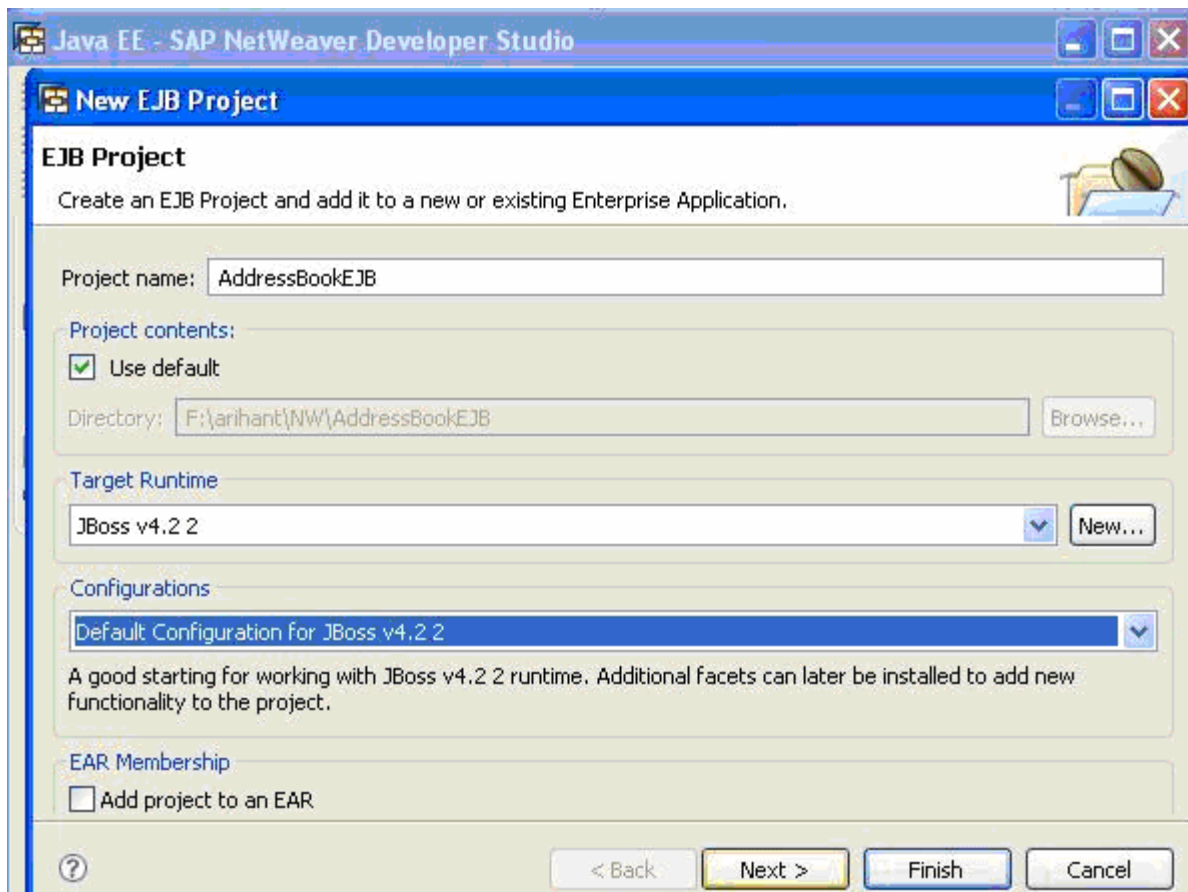 Java EE - SAP NetWeaver Developer Studio
New EJB Project
EJB Project
Create an EJB Project and add it to a new or existing Enterprise Application.
Project name: AddressBookEJB
Project contents:
Use default
Directory: F:\arihant\NW\AddressBookEJB Browse...
Target Runtime
JBoss v4.2 2 New...
Configurations
Default Configuration for JBoss v4.2 2
A good starting for working with JBoss v4.2 2 runtime. Additional facets can later be installed to add new
functionality to the project.
EAR Membership
Add project to an EAR
? < Back Next > Finish Cancel